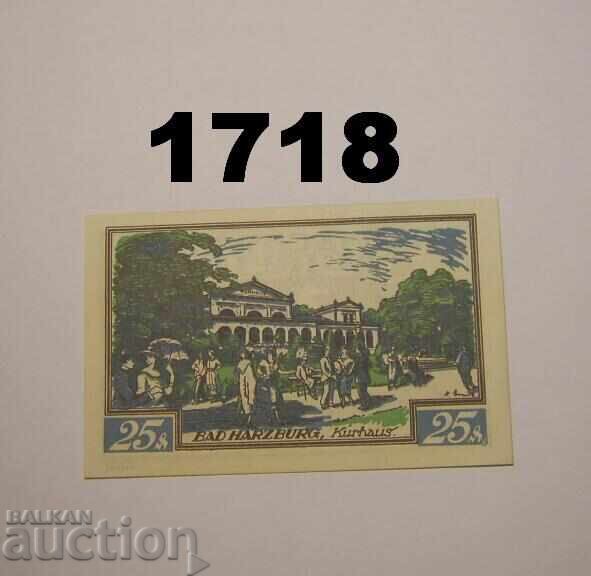 1718
25₰ BAD HARZBURG, Kurhaus. 25₰
BALKAN
auction